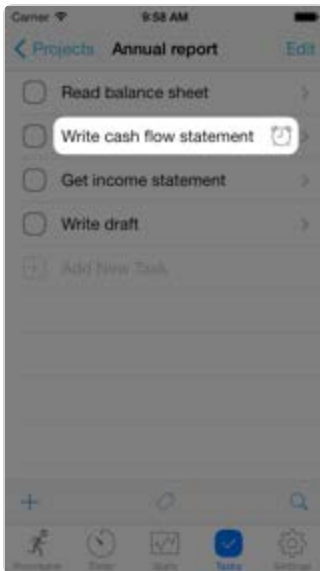 Carrier 9:58 AM
Projects Annual report Edit
Read balance sheet
Write cash flow statement
Get income statement
Write draft
Add New Task
Timer Stats Tasks Settings